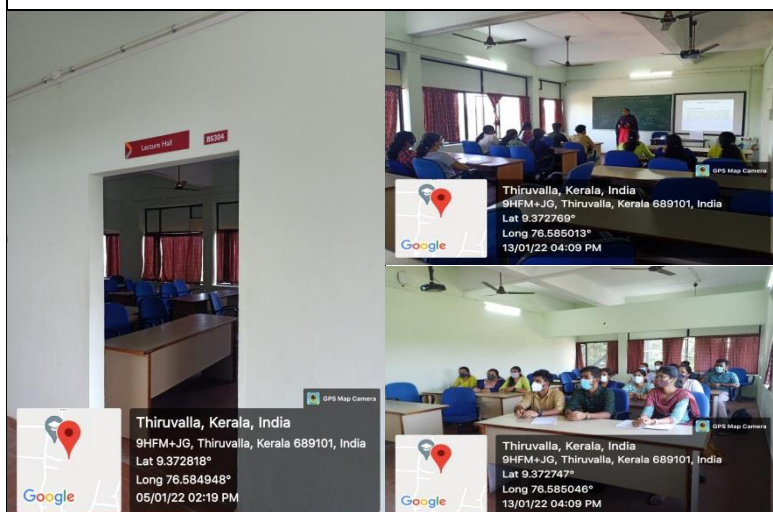 Lecture Hall
BS304
GPS Map Camera
Google
Thiruvalla, Kerala, India
9HFM+JG, Thiruvalla, Kerala 689101, India
Lat 9.372818°
Long 76.584948°
05/01/22 02:19 PM
GPS Map Camera
Google
Thiruvalla, Kerala, India
9HFM+JG, Thiruvalla, Kerala 689101, India
Lat 9.372769°
Long 76.585013°
13/01/22 04:09 PM
GPS Map Camera
Google
Thiruvalla, Kerala, India
9HFM+JG, Thiruvalla, Kerala 689101, India
Lat 9.372747°
Long 76.585046°
13/01/22 04:09 PM